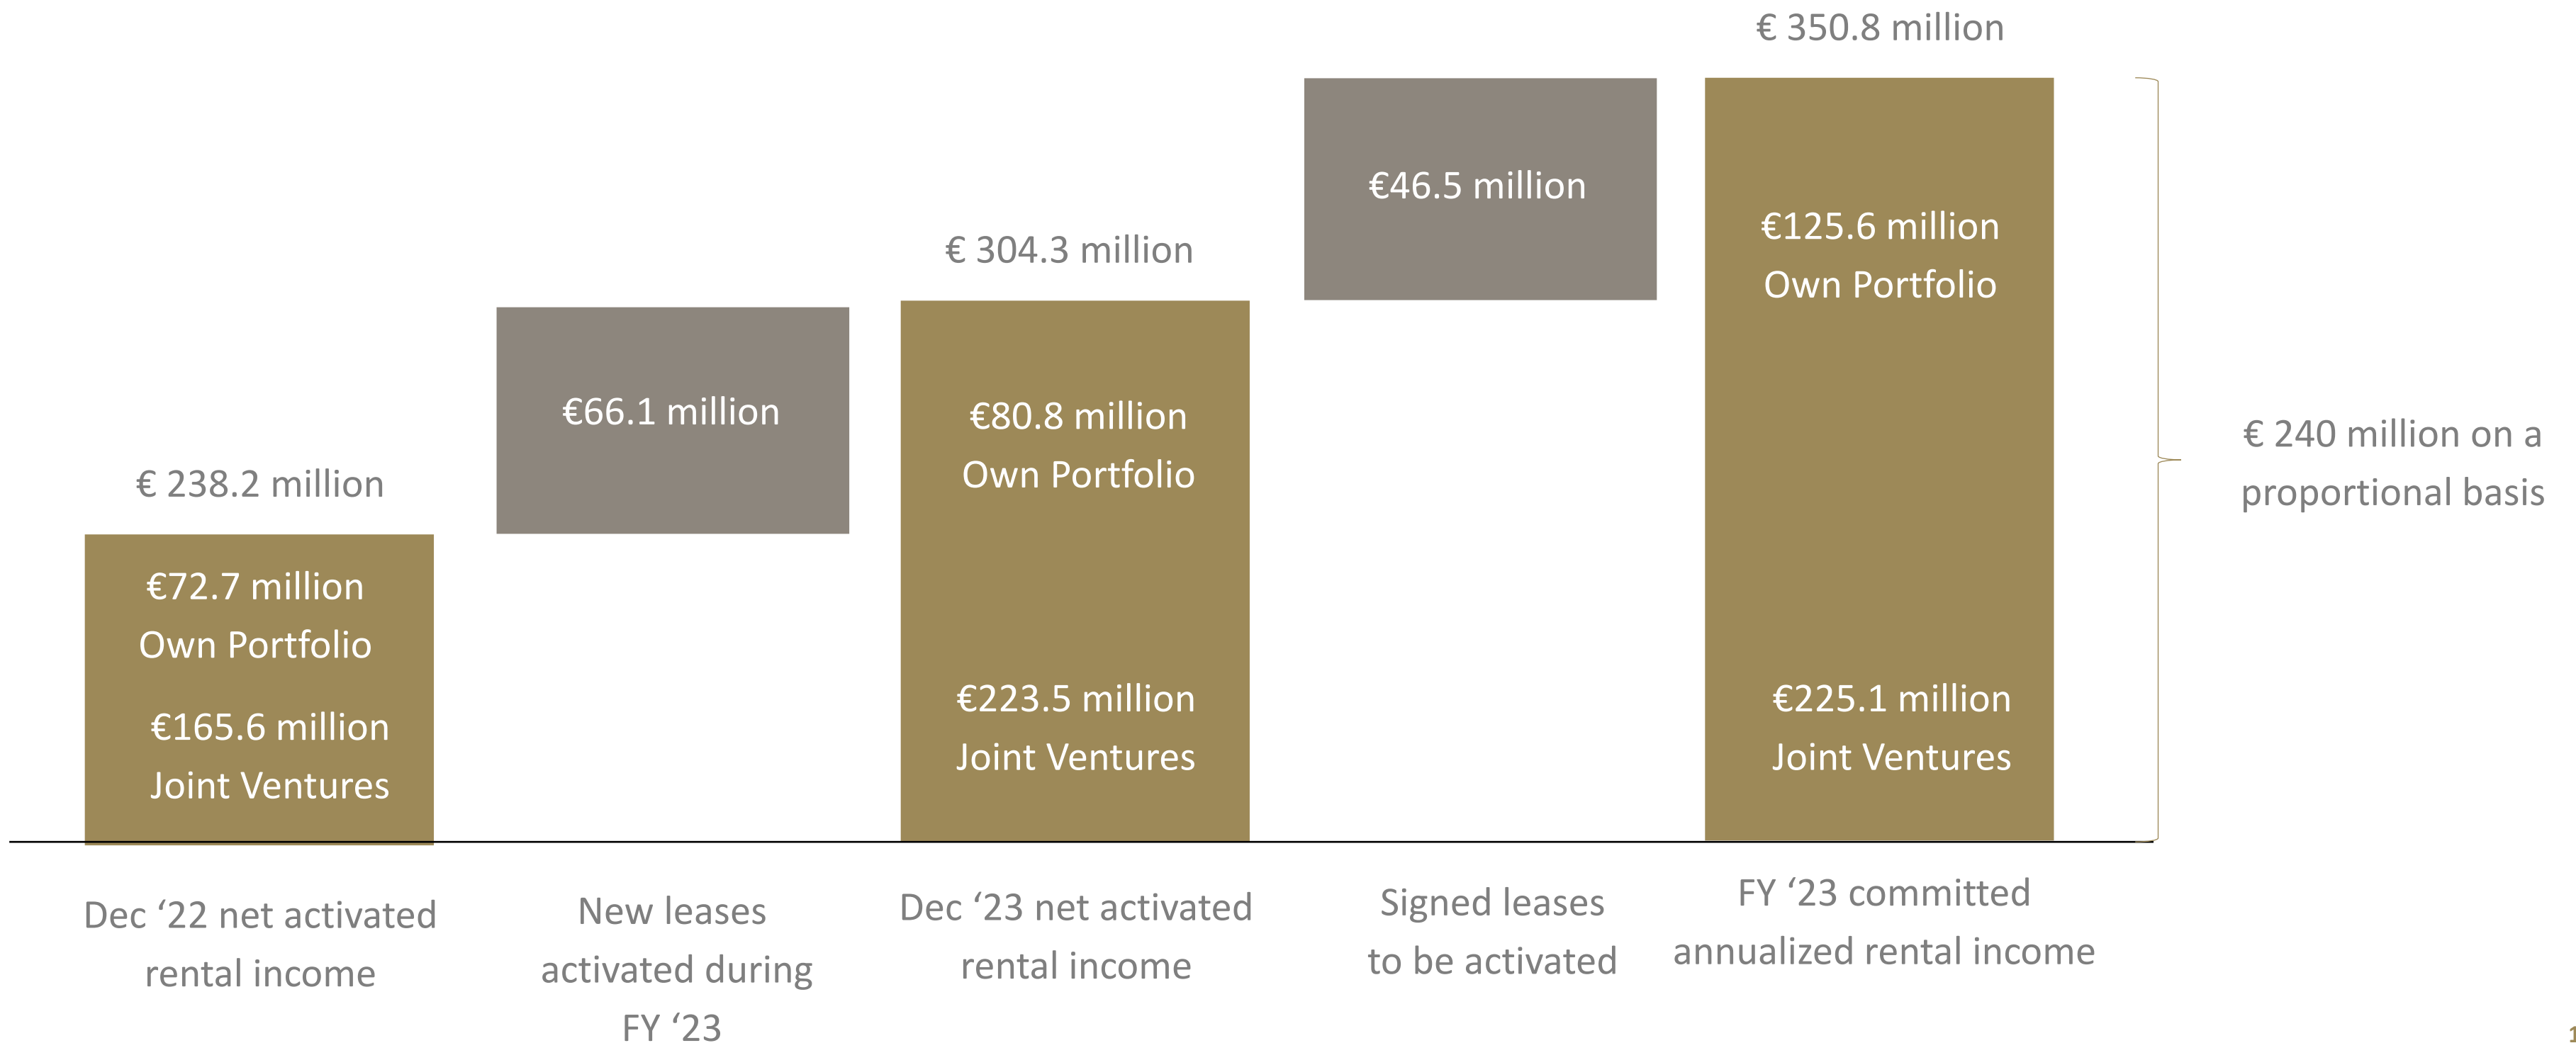 € 350.8 million
€46.5 million
€125.6 million
Own Portfolio
€ 304.3 million
€66.1 million
€80.8 million
Own Portfolio
€ 240 million on a
proportional basis
€ 238.2 million
€72.7 million
Own Portfolio
€165.6 million
Joint Ventures
€223.5 million
Joint Ventures
€225.1 million
Joint Ventures
Dec ‘22 net activated
rental income
New leases
activated during
FY ‘23
Dec ‘23 net activated
rental income
Signed leases
to be activated
FY ‘23 committed
annualized rental income
1